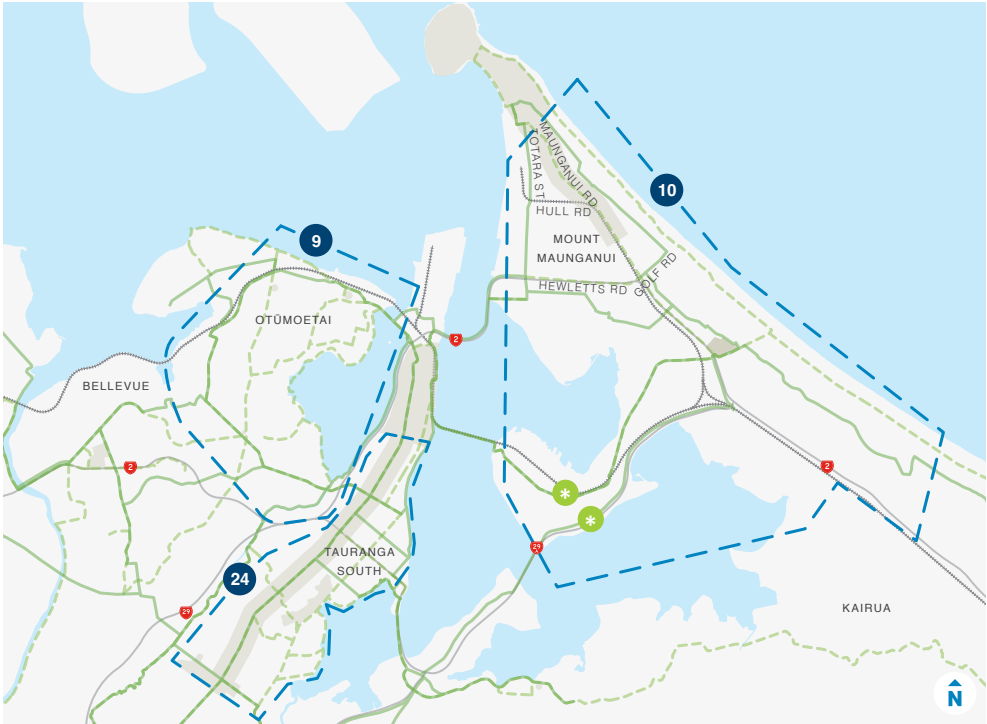 MAUNGANUI RD
TOTARA ST
10
HULL RD
9
MOUNT
MAUNGANUI
GOLF RD
HEWLETTS RD
OTŪMOETAI
2
BELLEVUE
2
2
*
*
29
TAURANGA
SOUTH
24
29
KAIRUA
N